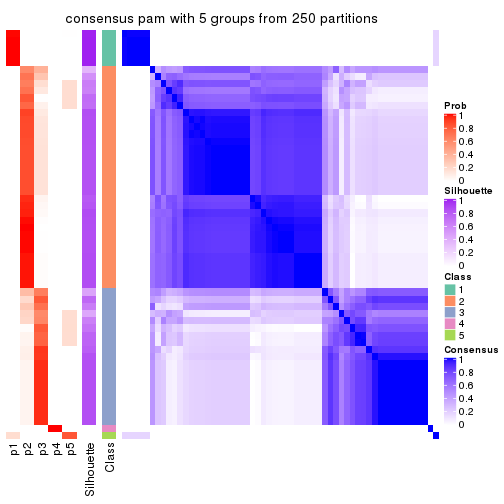 consensus pam with 5 groups from 250 partitions
Prob
1
0.8
0.6
0.4
0.2
0
Silhouette
1
0.8
0.6
0.4
0.2
0
Class
1
2
3
4
5
Consensus
1
0.8
0.6
0.4
0.2
0
p1
p2
p3
p4
p5
Silhouette
Class